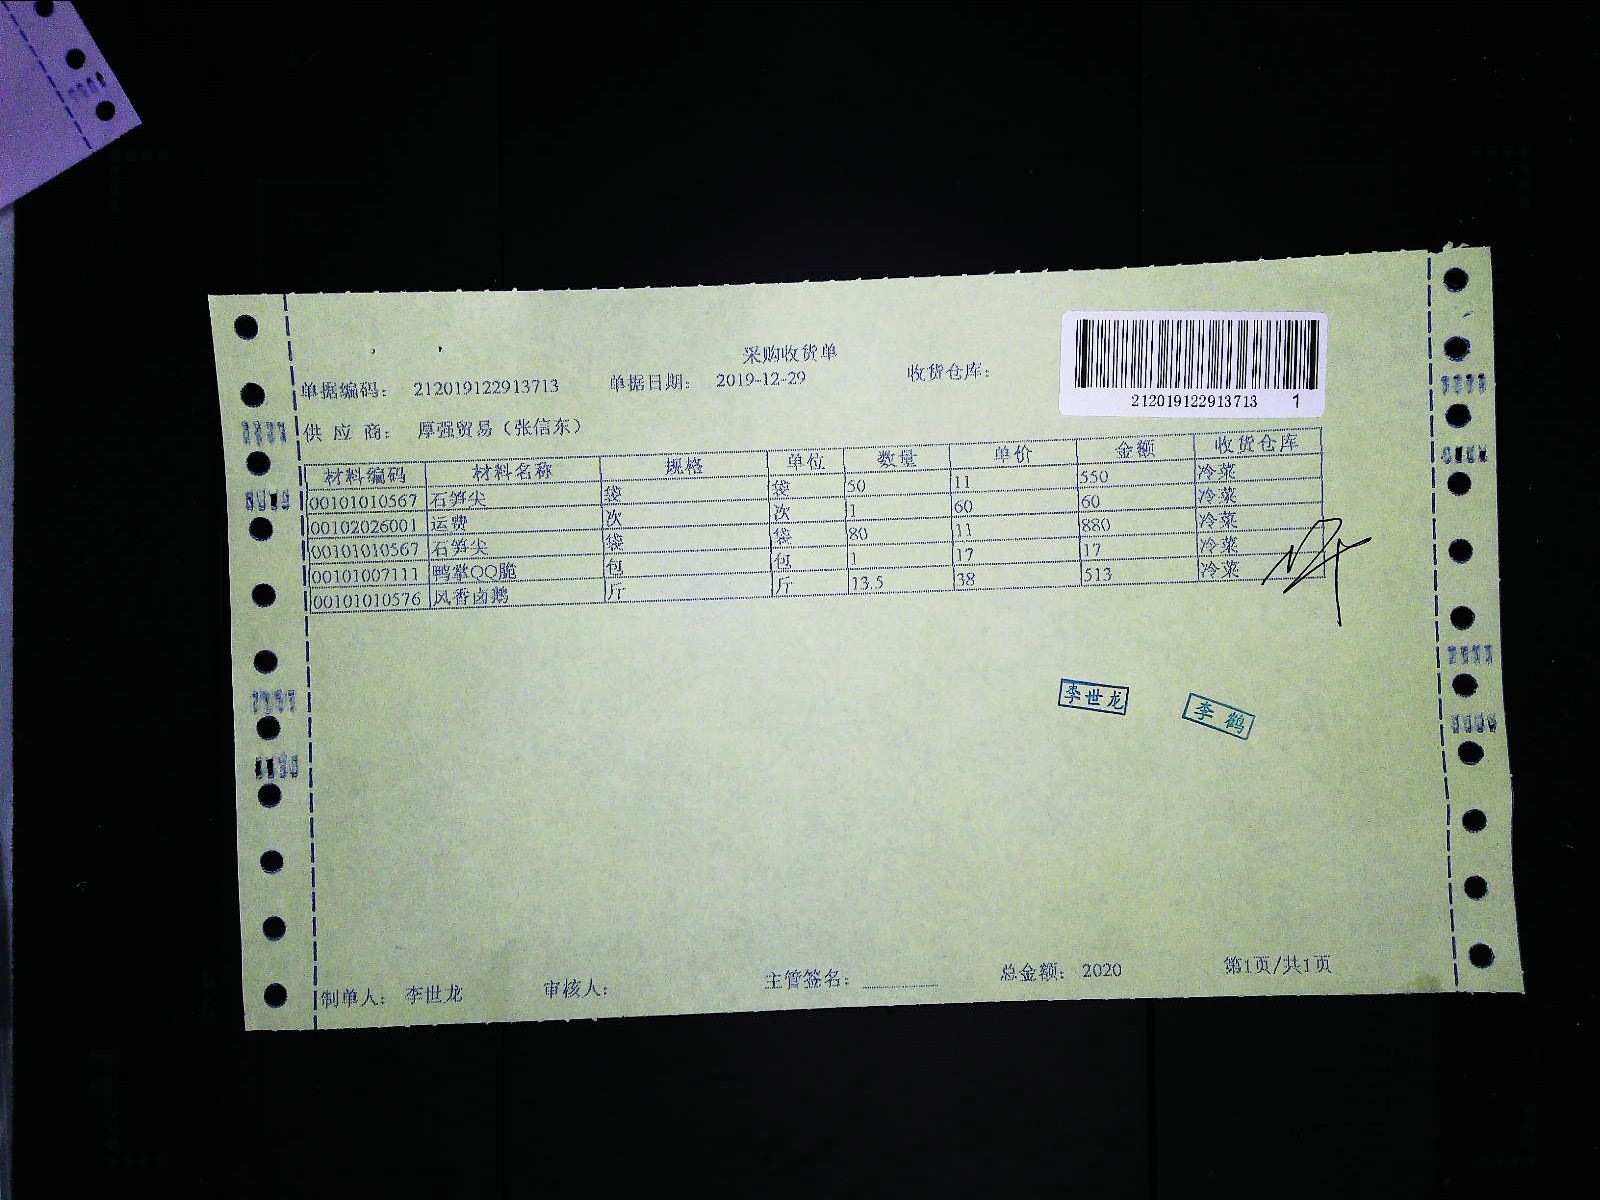 采购收货单
单据编码: 212019122913713 单据日期: 2019-12-29 收货仓库:
212019122913713 1
供应商: 厚强贸易（张信东）
材料编码 材料名称 规格 单位 数量 单价 金额 收货仓库
00101010567 石笋尖 袋 袋 50 11 550 冷菜
00102026001 运费 次 次 1 60 60 冷菜
00101010567 石笋尖 袋 袋 80 11 880 冷菜
00101007111 鸭掌QQ脆 包 包 1 17 17 冷菜
00101010576 风香卤鹅 斤 斤 13.5 38 513 冷菜
李世龙 李鹤
制单人: 李世龙 审核人: 主管签名: 总金额: 2020 第1页/共1页